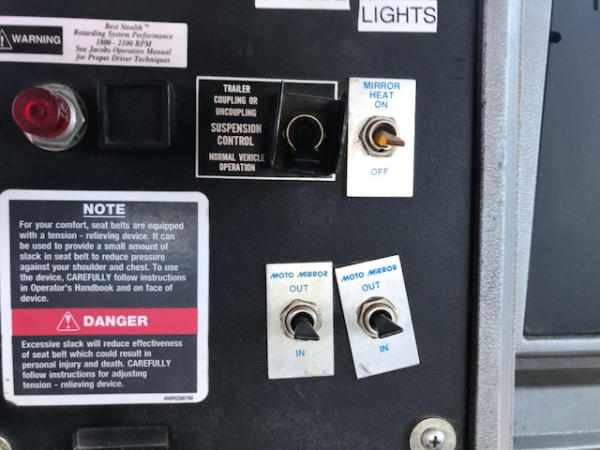 LIGHTS
WARNING
Best Stealth™
Retarding System Performance
1800 - 2100 RPM
See Jacobs Operators Manual
for Proper Driver Techniques
TRAILER
COUPLING OR
UNCOUPLING
SUSPENSION
CONTROL
NORMAL VEHICLE
OPERATION
MIRROR
HEAT
ON
OFF
NOTE
For your comfort, seat belts are equipped
with a tension - relieving device. It can
be used to provide a small amount of
slack in seat belt to reduce pressure
against your shoulder and chest. To use
the device, CAREFULLY follow instructions
in Operator's Handbook and on face of
device.
DANGER
Excessive slack will reduce effectiveness
of seat belt which could result in
personal injury and death. CAREFULLY
follow instructions for adjusting
tension - relieving device.
MOTO MIRROR
OUT
IN
MOTO MIRROR
OUT
IN